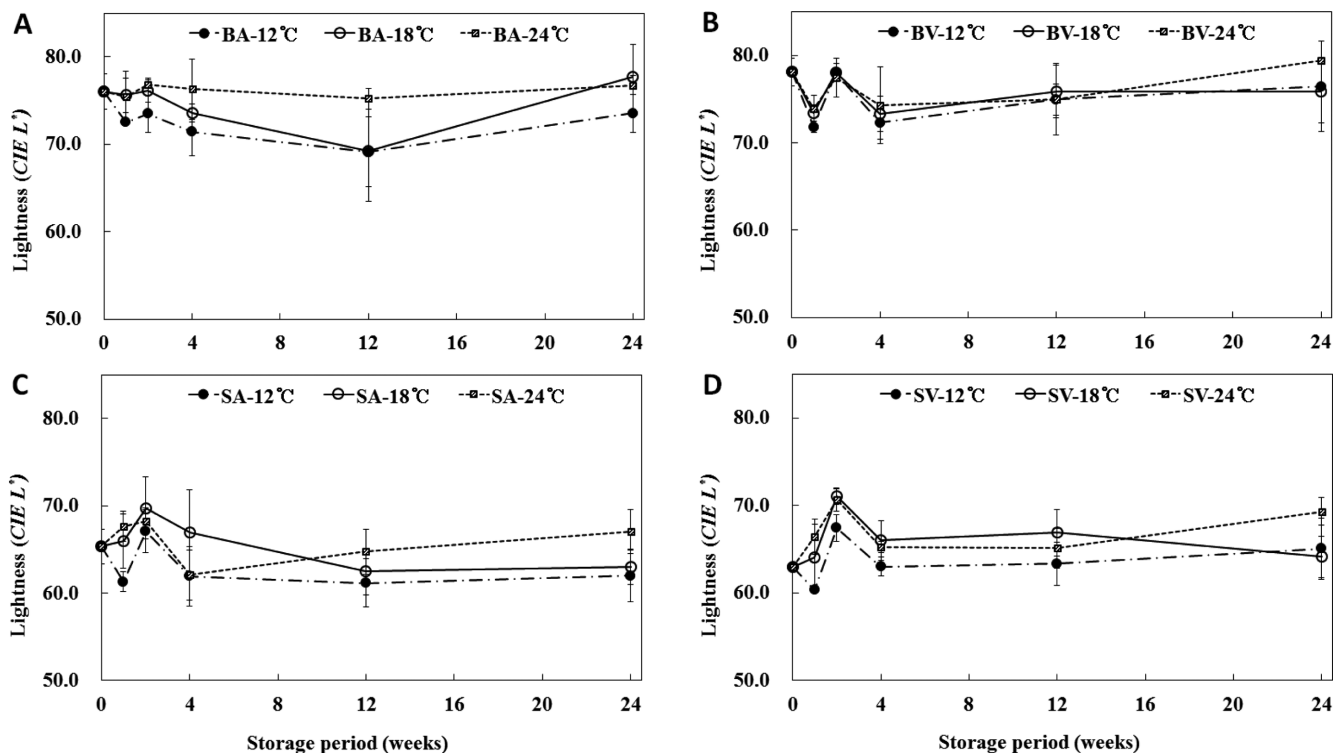 A
BA-12℃ BA-18℃ BA-24℃
80.0
70.0
60.0
50.0
Lightness (CIE L*)
0 4 8 12 16 20 24
B
BV-12℃ BV-18℃ BV-24℃
80.0
70.0
60.0
50.0
Lightness (CIE L*)
0 4 8 12 16 20 24
C
SA-12℃ SA-18℃ SA-24℃
80.0
70.0
60.0
50.0
Lightness (CIE L*)
0 4 8 12 16 20 24
Storage period (weeks)
D
SV-12℃ SV-18℃ SV-24℃
80.0
70.0
60.0
50.0
Lightness (CIE L*)
0 4 8 12 16 20 24
Storage period (weeks)